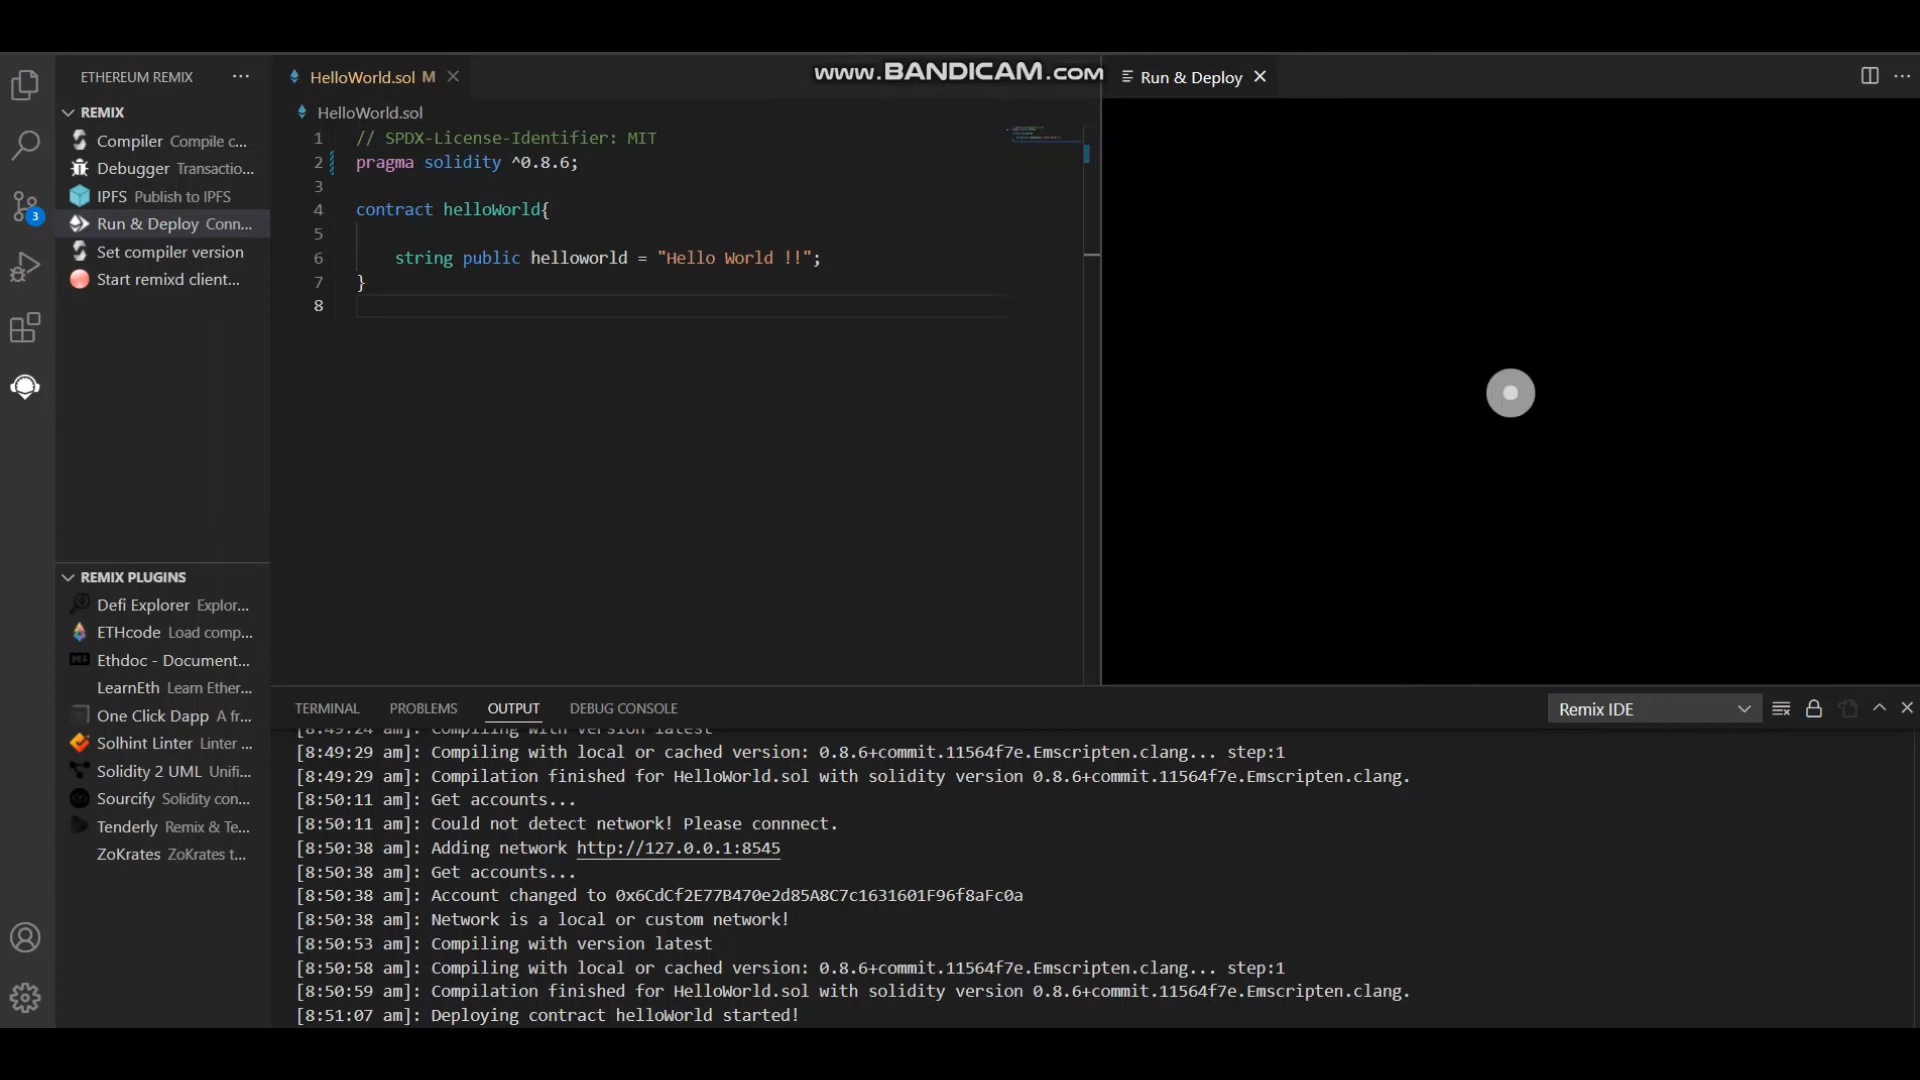 www.BANDICAM.com
ETHEREUM REMIX ...
REMIX
Compiler Compile c...
Debugger Transactio...
IPFS Publish to IPFS
Run & Deploy Conn...
Set compiler version
Start remixd client...
3
HelloWorld.sol M
HelloWorld.sol
1 // SPDX-License-Identifier: MIT
2 pragma solidity ^0.8.6;
3
4 contract helloWorld{
5
6 string public helloworld = "Hello World !!";
7 }
8
Run & Deploy
REMIX PLUGINS
Defi Explorer Explor...
ETHcode Load comp...
Ethdoc - Document...
LearnEth Learn Ether...
One Click Dapp A fr...
Solhint Linter Linter ...
Solidity 2 UML Unifi...
Sourcify Solidity con...
Tenderly Remix & Te...
ZoKrates ZoKrates t...
TERMINAL PROBLEMS OUTPUT DEBUG CONSOLE
Remix IDE
[8:49:24 am]: Compiling with version latest
[8:49:29 am]: Compiling with local or cached version: 0.8.6+commit.11564f7e.Emscripten.clang... step:1
[8:49:29 am]: Compilation finished for HelloWorld.sol with solidity version 0.8.6+commit.11564f7e.Emscripten.clang.
[8:50:11 am]: Get accounts...
[8:50:11 am]: Could not detect network! Please connnect.
[8:50:38 am]: Adding network http://127.0.0.1:8545
[8:50:38 am]: Get accounts...
[8:50:38 am]: Account changed to 0x6CdCf2E77B470e2d85A8C7c1631601F96f8aFc0a
[8:50:38 am]: Network is a local or custom network!
[8:50:53 am]: Compiling with version latest
[8:50:58 am]: Compiling with local or cached version: 0.8.6+commit.11564f7e.Emscripten.clang... step:1
[8:50:59 am]: Compilation finished for HelloWorld.sol with solidity version 0.8.6+commit.11564f7e.Emscripten.clang.
[8:51:07 am]: Deploying contract helloWorld started!